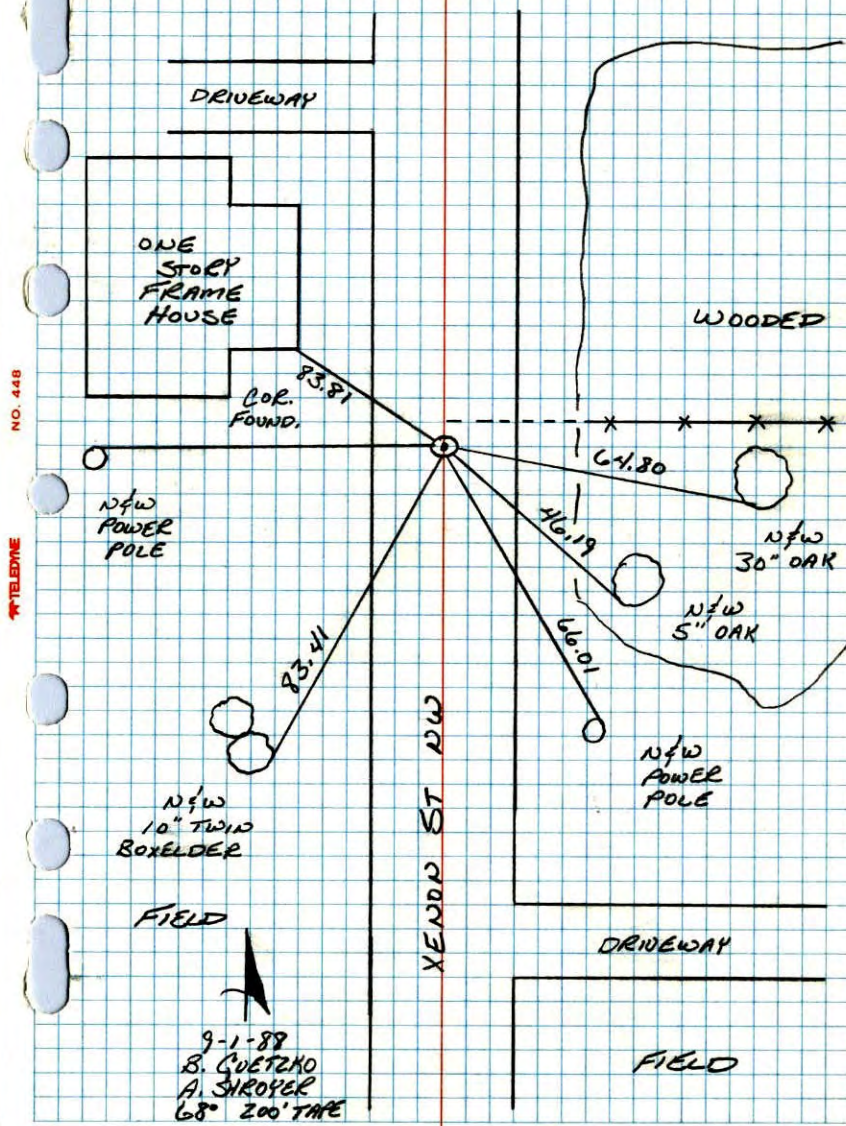 DRIVEWAY
ONE
STORY
FRAME
HOUSE
WOODED
NO. 448
83.81
COR.
FOUND.
64.80
N&W
POWER
POLE
46.19
N&W
30" OAK
TELEDYNE
N&W
5" OAK
83.41
66.01
XENON ST NW
N&W
POWER
POLE
N&W
10" TWIN
BOXELDER
FIELD
DRIVEWAY
9-1-88
B. CUETZKO
A. SHROYER
68° 200' TAPE
FIELD